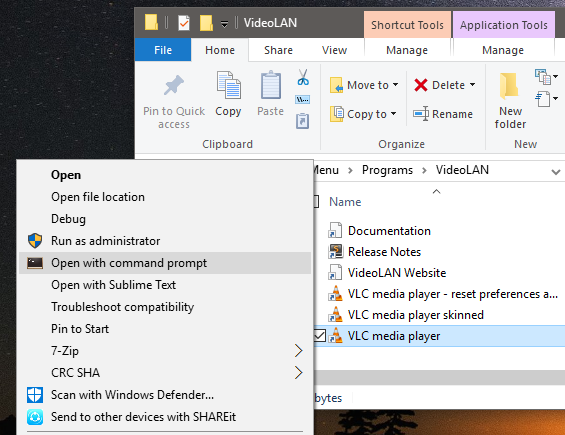 VideoLAN
Shortcut Tools
Application Tools
File
Home
Share
View
Manage
Manage
Pin to Quick
access
Copy
Paste
Move to
Copy to
Delete
Rename
New
folder
Clipboard
Organize
New
Menu > Programs > VideoLAN
Name
Documentation
Release Notes
VideoLAN Website
VLC media player - reset preferences a...
VLC media player skinned
VLC media player
bytes
Open
Open file location
Debug
Run as administrator
Open with command prompt
Open with Sublime Text
Troubleshoot compatibility
Pin to Start
7-Zip
CRC SHA
Scan with Windows Defender...
Send to other devices with SHAREit